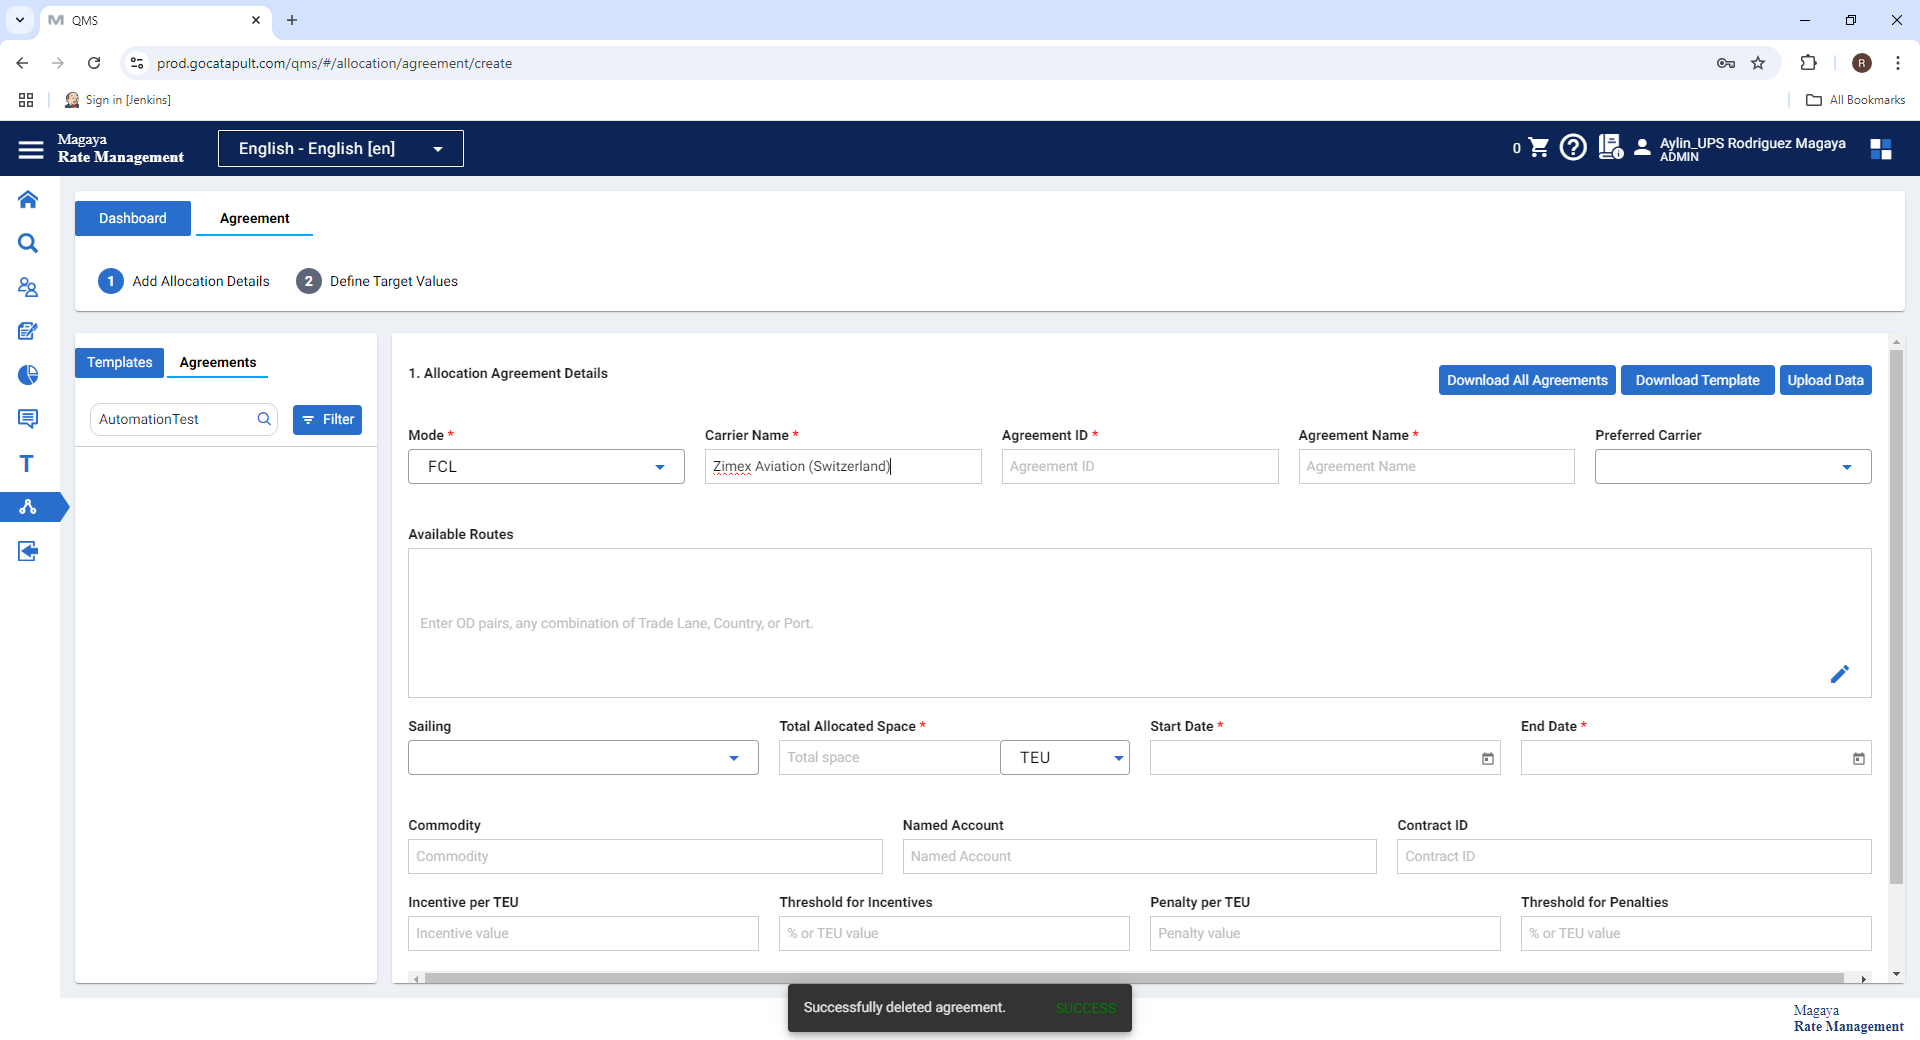 QMS
prod.gocatapult.com/qms/#/allocation/agreement/create
R
Sign in [Jenkins]
All Bookmarks
Magaya
Rate Management
English - English [en]
0
Aylin_UPS Rodriguez Magaya
ADMIN
Dashboard
Agreement
1 Add Allocation Details
2 Define Target Values
Templates
Agreements
AutomationTest
Filter
1. Allocation Agreement Details
Download All Agreements
Download Template
Upload Data
Mode *
Carrier Name *
Agreement ID *
Agreement Name *
Preferred Carrier
FCL
Zimex Aviation (Switzerland)
Agreement ID
Agreement Name
Available Routes
Enter OD pairs, any combination of Trade Lane, Country, or Port.
Sailing
Total Allocated Space *
Start Date *
End Date *
Total space
TEU
Commodity
Named Account
Contract ID
Commodity
Named Account
Contract ID
Incentive per TEU
Threshold for Incentives
Penalty per TEU
Threshold for Penalties
Incentive value
% or TEU value
Penalty value
% or TEU value
Successfully deleted agreement.
SUCCESS
Magaya
Rate Management